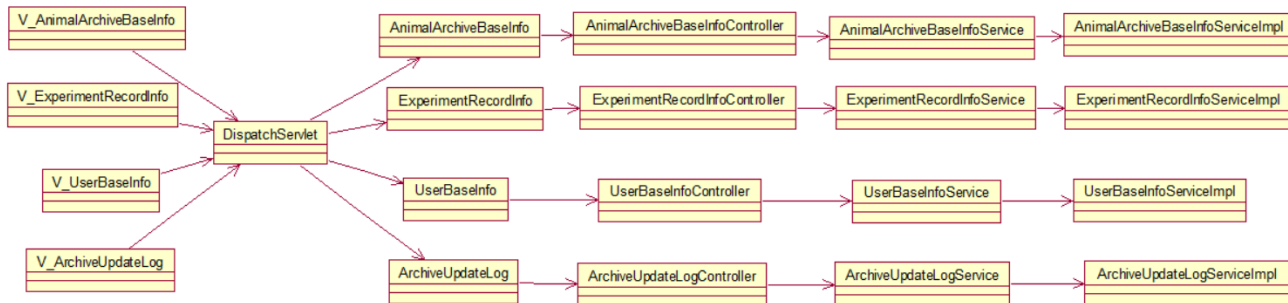 V_AnimalArchiveBaseInfo
AnimalArchiveBaseInfo
AnimalArchiveBaseInfoController
AnimalArchiveBaseInfoService
AnimalArchiveBaseInfoServiceImpl
V_ExperimentRecordInfo
ExperimentRecordInfo
ExperimentRecordInfoController
ExperimentRecordInfoService
ExperimentRecordInfoServiceImpl
DispatchServlet
V_UserBaseInfo
UserBaseInfo
UserBaseInfoController
UserBaseInfoService
UserBaseInfoServiceImpl
V_ArchiveUpdateLog
ArchiveUpdateLog
ArchiveUpdateLogController
ArchiveUpdateLogService
ArchiveUpdateLogServiceImpl